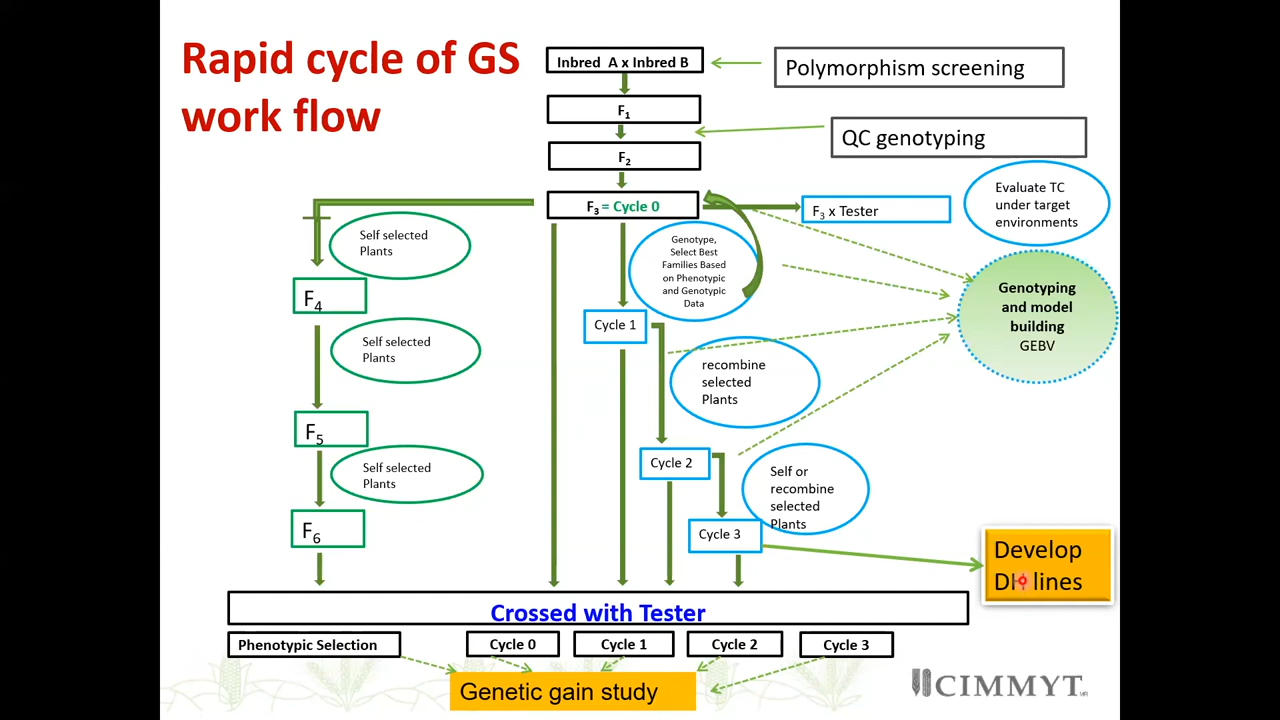 Rapid cycle of GS
work flow
Inbred A x Inbred B
Polymorphism screening
F1
QC genotyping
F2
F3 = Cycle 0
F3 x Tester
Evaluate TC
under target
environments
Self selected
Plants
Genotype,
Select Best
Families Based
on Phenotypic
and Genotypic
Data
Genotyping
and model
building
GEBV
F4
Cycle 1
Self selected
Plants
recombine
selected
Plants
F5
Cycle 2
Self selected
Plants
Self or
recombine
selected
Plants
F6
Cycle 3
Develop
lines
Crossed with Tester
Phenotypic Selection
Cycle 0
Cycle 1
Cycle 2
Cycle 3
Genetic gain study
CIMMYT